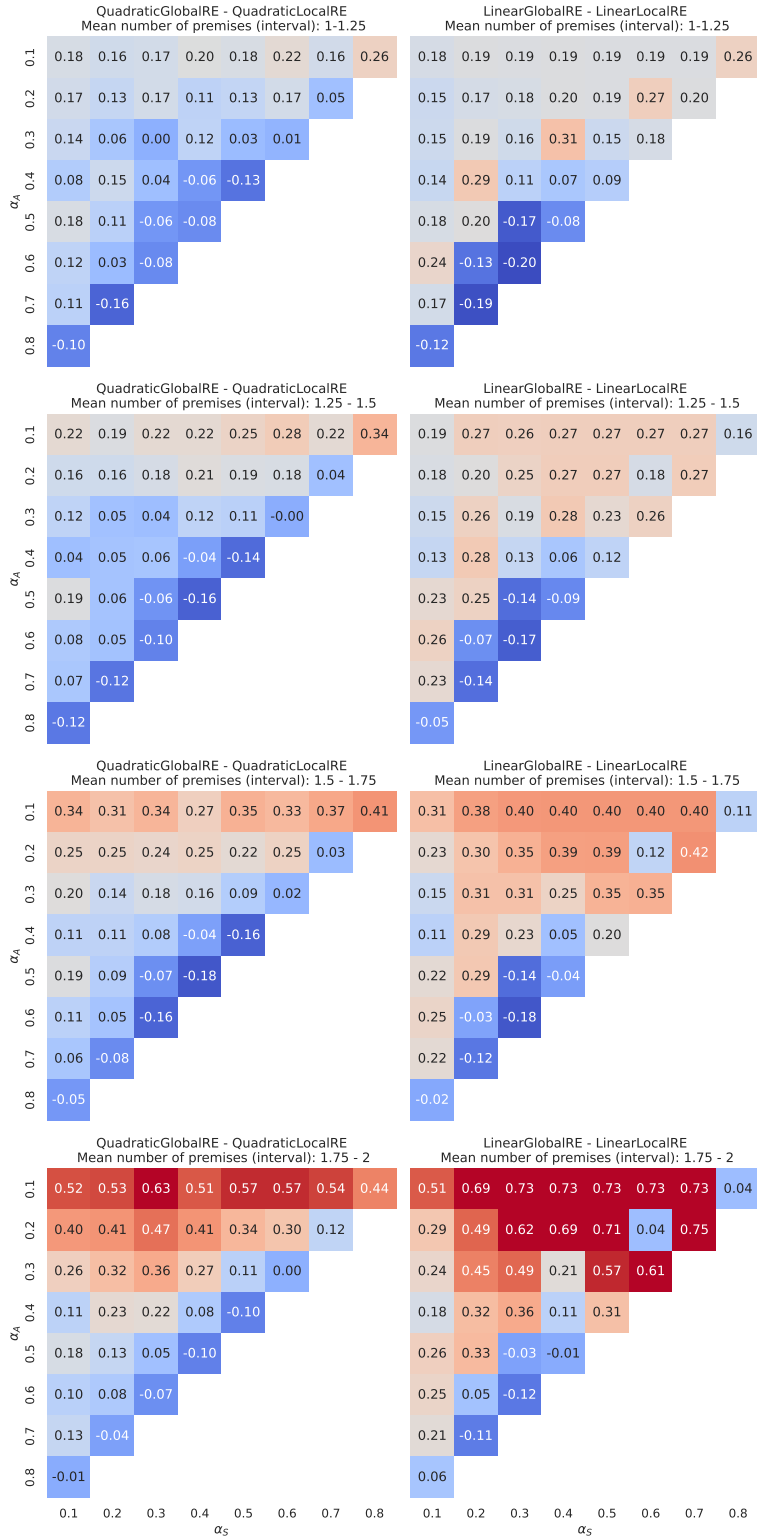 QuadraticGlobalRE - QuadraticLocalRE
Mean number of premises (interval): 1-1.25
0.1 0.18 0.16 0.17 0.20 0.18 0.22 0.16 0.26
0.2 0.17 0.13 0.17 0.11 0.13 0.17 0.05
0.3 0.14 0.06 0.00 0.12 0.03 0.01
0.4 0.08 0.15 0.04 -0.06 -0.13
0.5 0.18 0.11 -0.06 -0.08
0.6 0.12 0.03 -0.08
0.7 0.11 -0.16
0.8 -0.10
α_A
LinearGlobalRE - LinearLocalRE
Mean number of premises (interval): 1-1.25
0.18 0.19 0.19 0.19 0.19 0.19 0.19 0.26
0.15 0.17 0.18 0.20 0.19 0.27 0.20
0.15 0.19 0.16 0.31 0.15 0.18
0.14 0.29 0.11 0.07 0.09
0.18 0.20 -0.17 -0.08
0.24 -0.13 -0.20
0.17 -0.19
-0.12
QuadraticGlobalRE - QuadraticLocalRE
Mean number of premises (interval): 1.25 - 1.5
0.1 0.22 0.19 0.22 0.22 0.25 0.28 0.22 0.34
0.2 0.16 0.16 0.18 0.21 0.19 0.18 0.04
0.3 0.12 0.05 0.04 0.12 0.11 -0.00
0.4 0.04 0.05 0.06 -0.04 -0.14
0.5 0.19 0.06 -0.06 -0.16
0.6 0.08 0.05 -0.10
0.7 0.07 -0.12
0.8 -0.12
α_A
LinearGlobalRE - LinearLocalRE
Mean number of premises (interval): 1.25 - 1.5
0.19 0.27 0.26 0.27 0.27 0.27 0.27 0.16
0.18 0.20 0.25 0.27 0.27 0.18 0.27
0.15 0.26 0.19 0.28 0.23 0.26
0.13 0.28 0.13 0.06 0.12
0.23 0.25 -0.14 -0.09
0.26 -0.07 -0.17
0.23 -0.14
-0.05
QuadraticGlobalRE - QuadraticLocalRE
Mean number of premises (interval): 1.5 - 1.75
0.1 0.34 0.31 0.34 0.27 0.35 0.33 0.37 0.41
0.2 0.25 0.25 0.24 0.25 0.22 0.25 0.03
0.3 0.20 0.14 0.18 0.16 0.09 0.02
0.4 0.11 0.11 0.08 -0.04 -0.16
0.5 0.19 0.09 -0.07 -0.18
0.6 0.11 0.05 -0.16
0.7 0.06 -0.08
0.8 -0.05
α_A
LinearGlobalRE - LinearLocalRE
Mean number of premises (interval): 1.5 - 1.75
0.31 0.38 0.40 0.40 0.40 0.40 0.40 0.11
0.23 0.30 0.35 0.39 0.39 0.12 0.42
0.15 0.31 0.31 0.25 0.35 0.35
0.11 0.29 0.23 0.05 0.20
0.22 0.29 -0.14 -0.04
0.25 -0.03 -0.18
0.22 -0.12
-0.02
QuadraticGlobalRE - QuadraticLocalRE
Mean number of premises (interval): 1.75 - 2
0.1 0.52 0.53 0.63 0.51 0.57 0.57 0.54 0.44
0.2 0.40 0.41 0.47 0.41 0.34 0.30 0.12
0.3 0.26 0.32 0.36 0.27 0.11 0.00
0.4 0.11 0.23 0.22 0.08 -0.10
0.5 0.18 0.13 0.05 -0.10
0.6 0.10 0.08 -0.07
0.7 0.13 -0.04
0.8 -0.01
α_A
0.1 0.2 0.3 0.4 0.5 0.6 0.7 0.8
α_S
LinearGlobalRE - LinearLocalRE
Mean number of premises (interval): 1.75 - 2
0.51 0.69 0.73 0.73 0.73 0.73 0.73 0.04
0.29 0.49 0.62 0.69 0.71 0.04 0.75
0.24 0.45 0.49 0.21 0.57 0.61
0.18 0.32 0.36 0.11 0.31
0.26 0.33 -0.03 -0.01
0.25 0.05 -0.12
0.21 -0.11
0.06
0.1 0.2 0.3 0.4 0.5 0.6 0.7 0.8
α_S